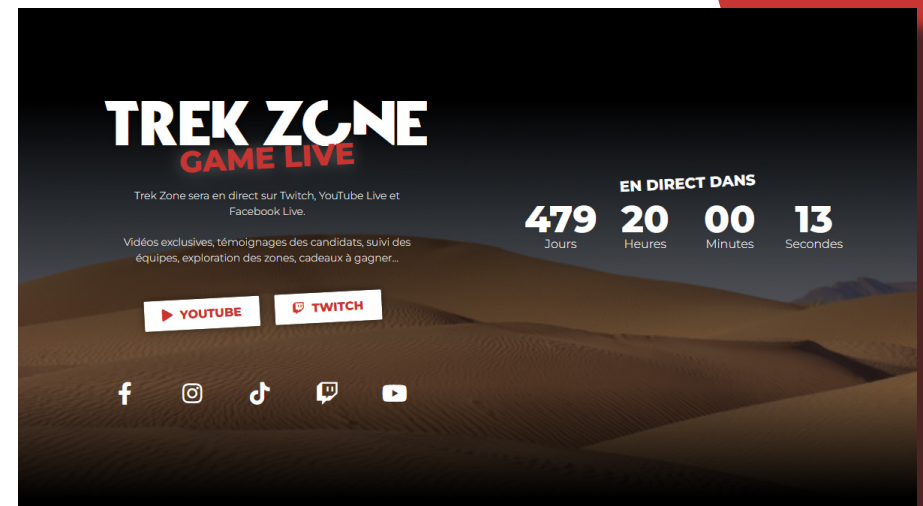 TREK ZONE
GAME LIVE
Trek Zone sera en direct sur Twitch, YouTube Live et
Facebook Live.
Vidéos exclusives, témoignages des candidats, suivi des
équipes, exploration des zones, cadeaux à gagner...
YOUTUBE
TWITCH
EN DIRECT DANS
479 20 00 13
Jours Heures Minutes Secondes